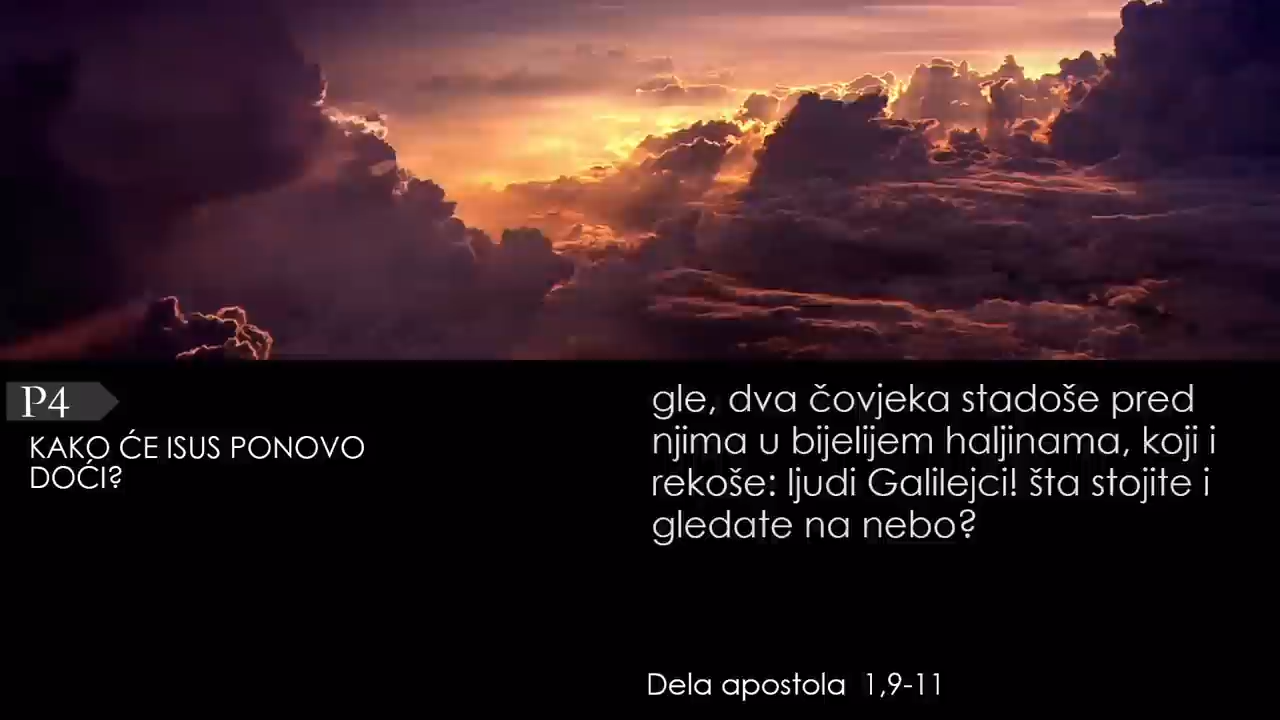 P4
KAKO ĆE ISUS PONOVO
DOĆI?
gle, dva čovjeka stadoše pred
njima u bijelijem haljinama, koji i
rekoše: ljudi Galilejci! šta stojite i
gledate na nebo?
Dela apostola 1,9-11